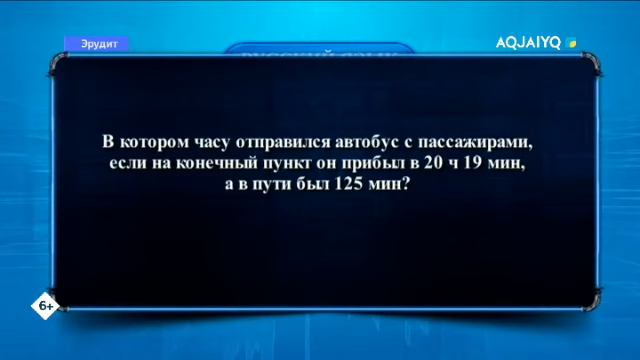 Эрудит
AQJAIYQ
В котором часу отправился автобус с пассажирами,
если на конечный пункт он прибыл в 20 ч 19 мин,
а в пути был 125 мин?
6+